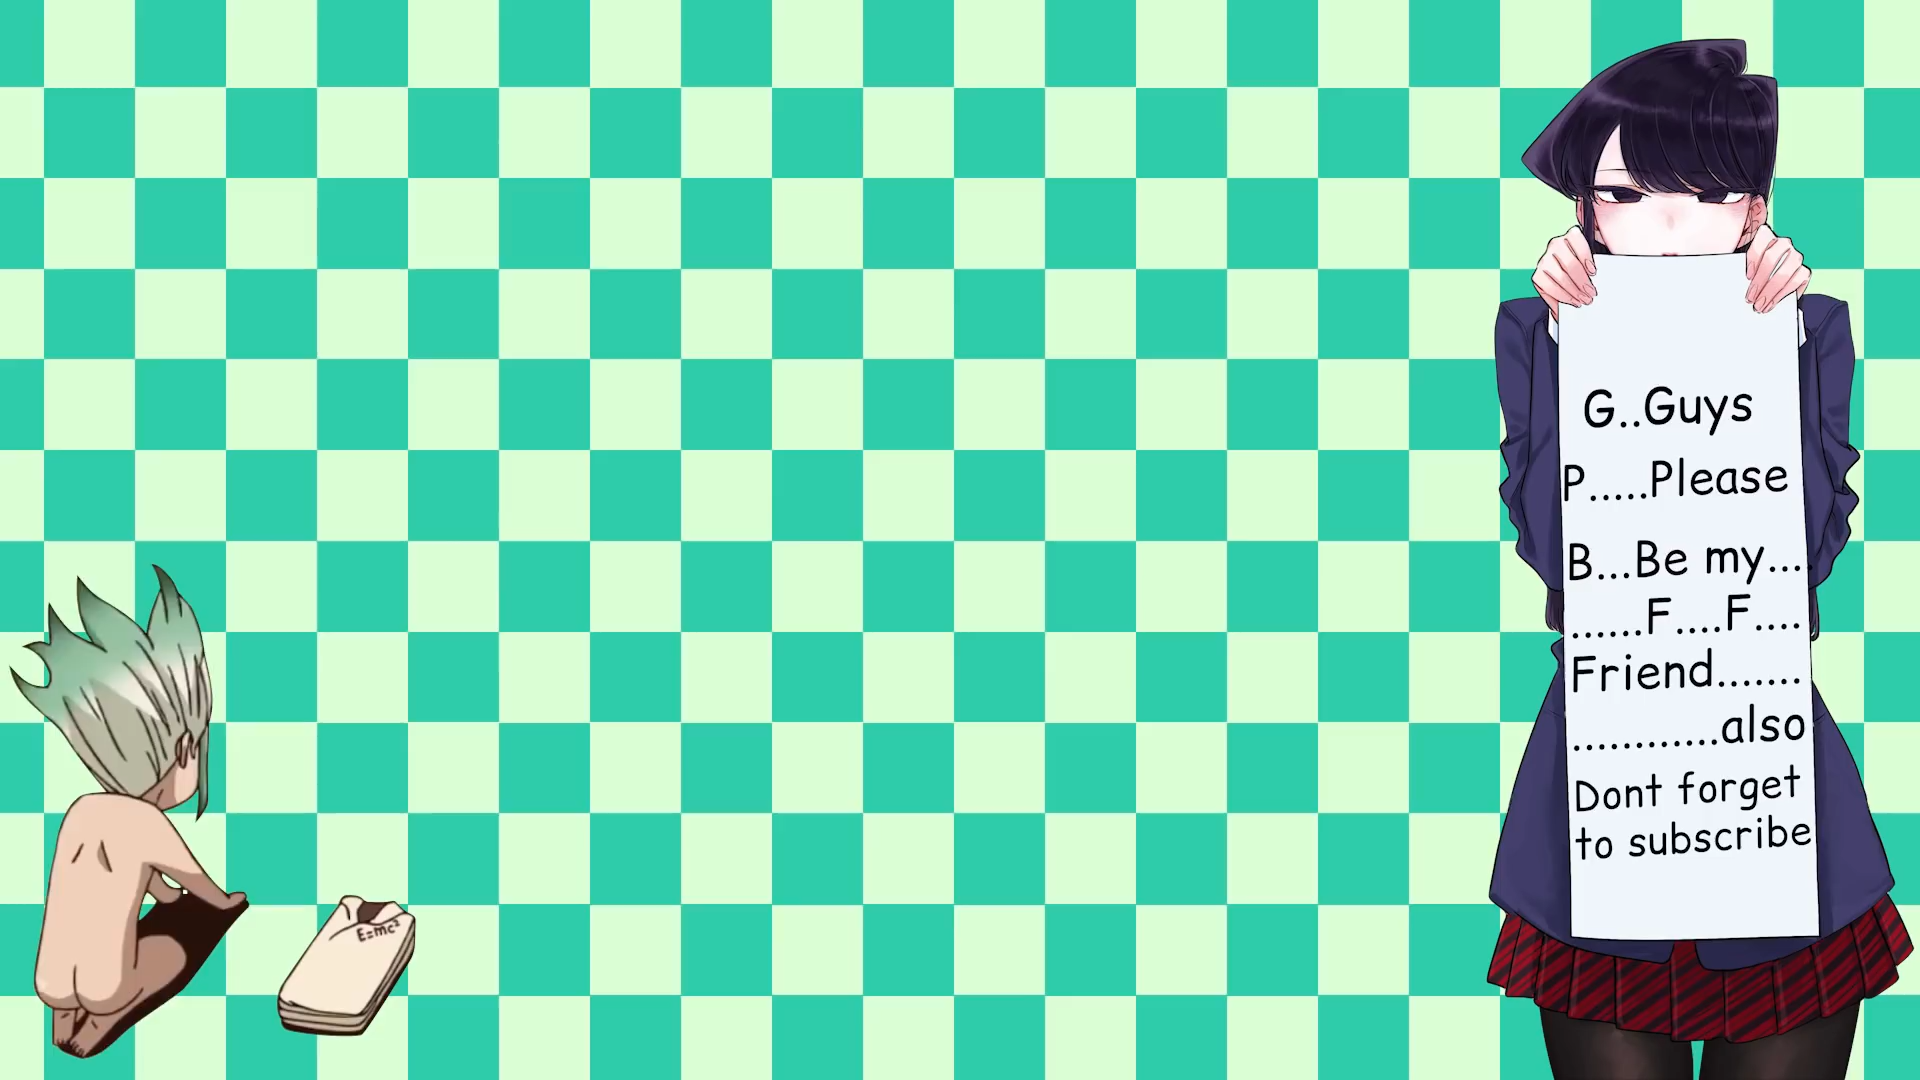 G..Guys
P.....Please
B...Be my....
......F....F....
Friend.......
............also
Dont forget
to subscribe
E=mc²